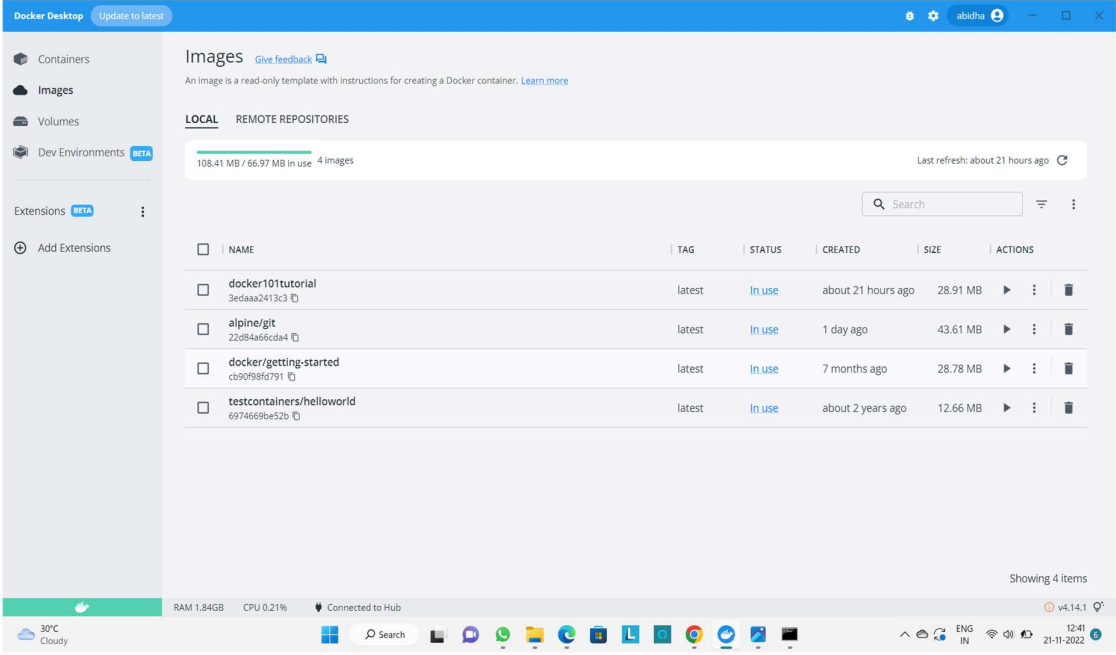 Docker Desktop Update to latest abidha
Containers
Images
Volumes
Dev Environments BETA
Extensions BETA
Add Extensions
Images Give feedback
An image is a read-only template with instructions for creating a Docker container. Learn more
LOCAL REMOTE REPOSITORIES
108.41 MB / 66.97 MB in use 4 images Last refresh: about 21 hours ago
Search
NAME TAG STATUS CREATED SIZE ACTIONS
docker101tutorial latest In use about 21 hours ago 28.91 MB
3edaaa2413c3
alpine/git latest In use 1 day ago 43.61 MB
22d84a66cda4
docker/getting-started latest In use 7 months ago 28.78 MB
cb90f98fd791
testcontainers/helloworld latest In use about 2 years ago 12.66 MB
6974669be52b
Showing 4 items
RAM 1.84GB CPU 0.21% Connected to Hub v4.14.1
30°C
Cloudy
Search
ENG
IN
12:41
21-11-2022
6